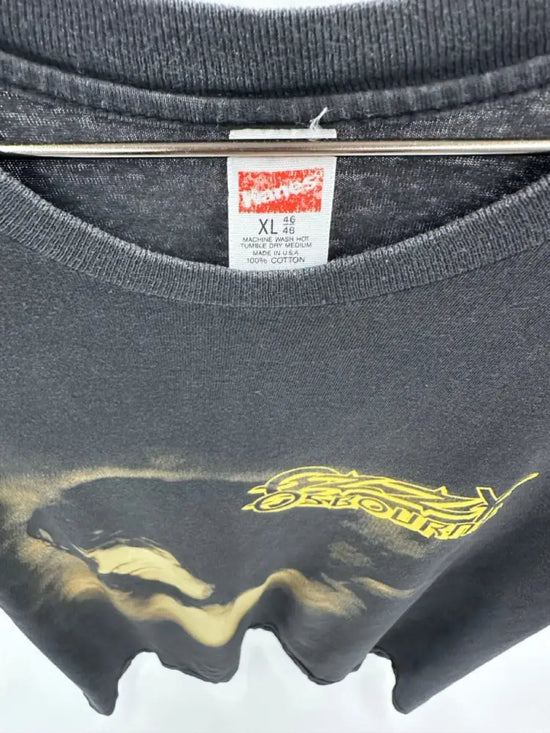 Hanes
XL 46
48
MACHINE WASH HOT
TUMBLE DRY MEDIUM
MADE IN U.S.A
100% COTTON
OZZY
OSBOURNE